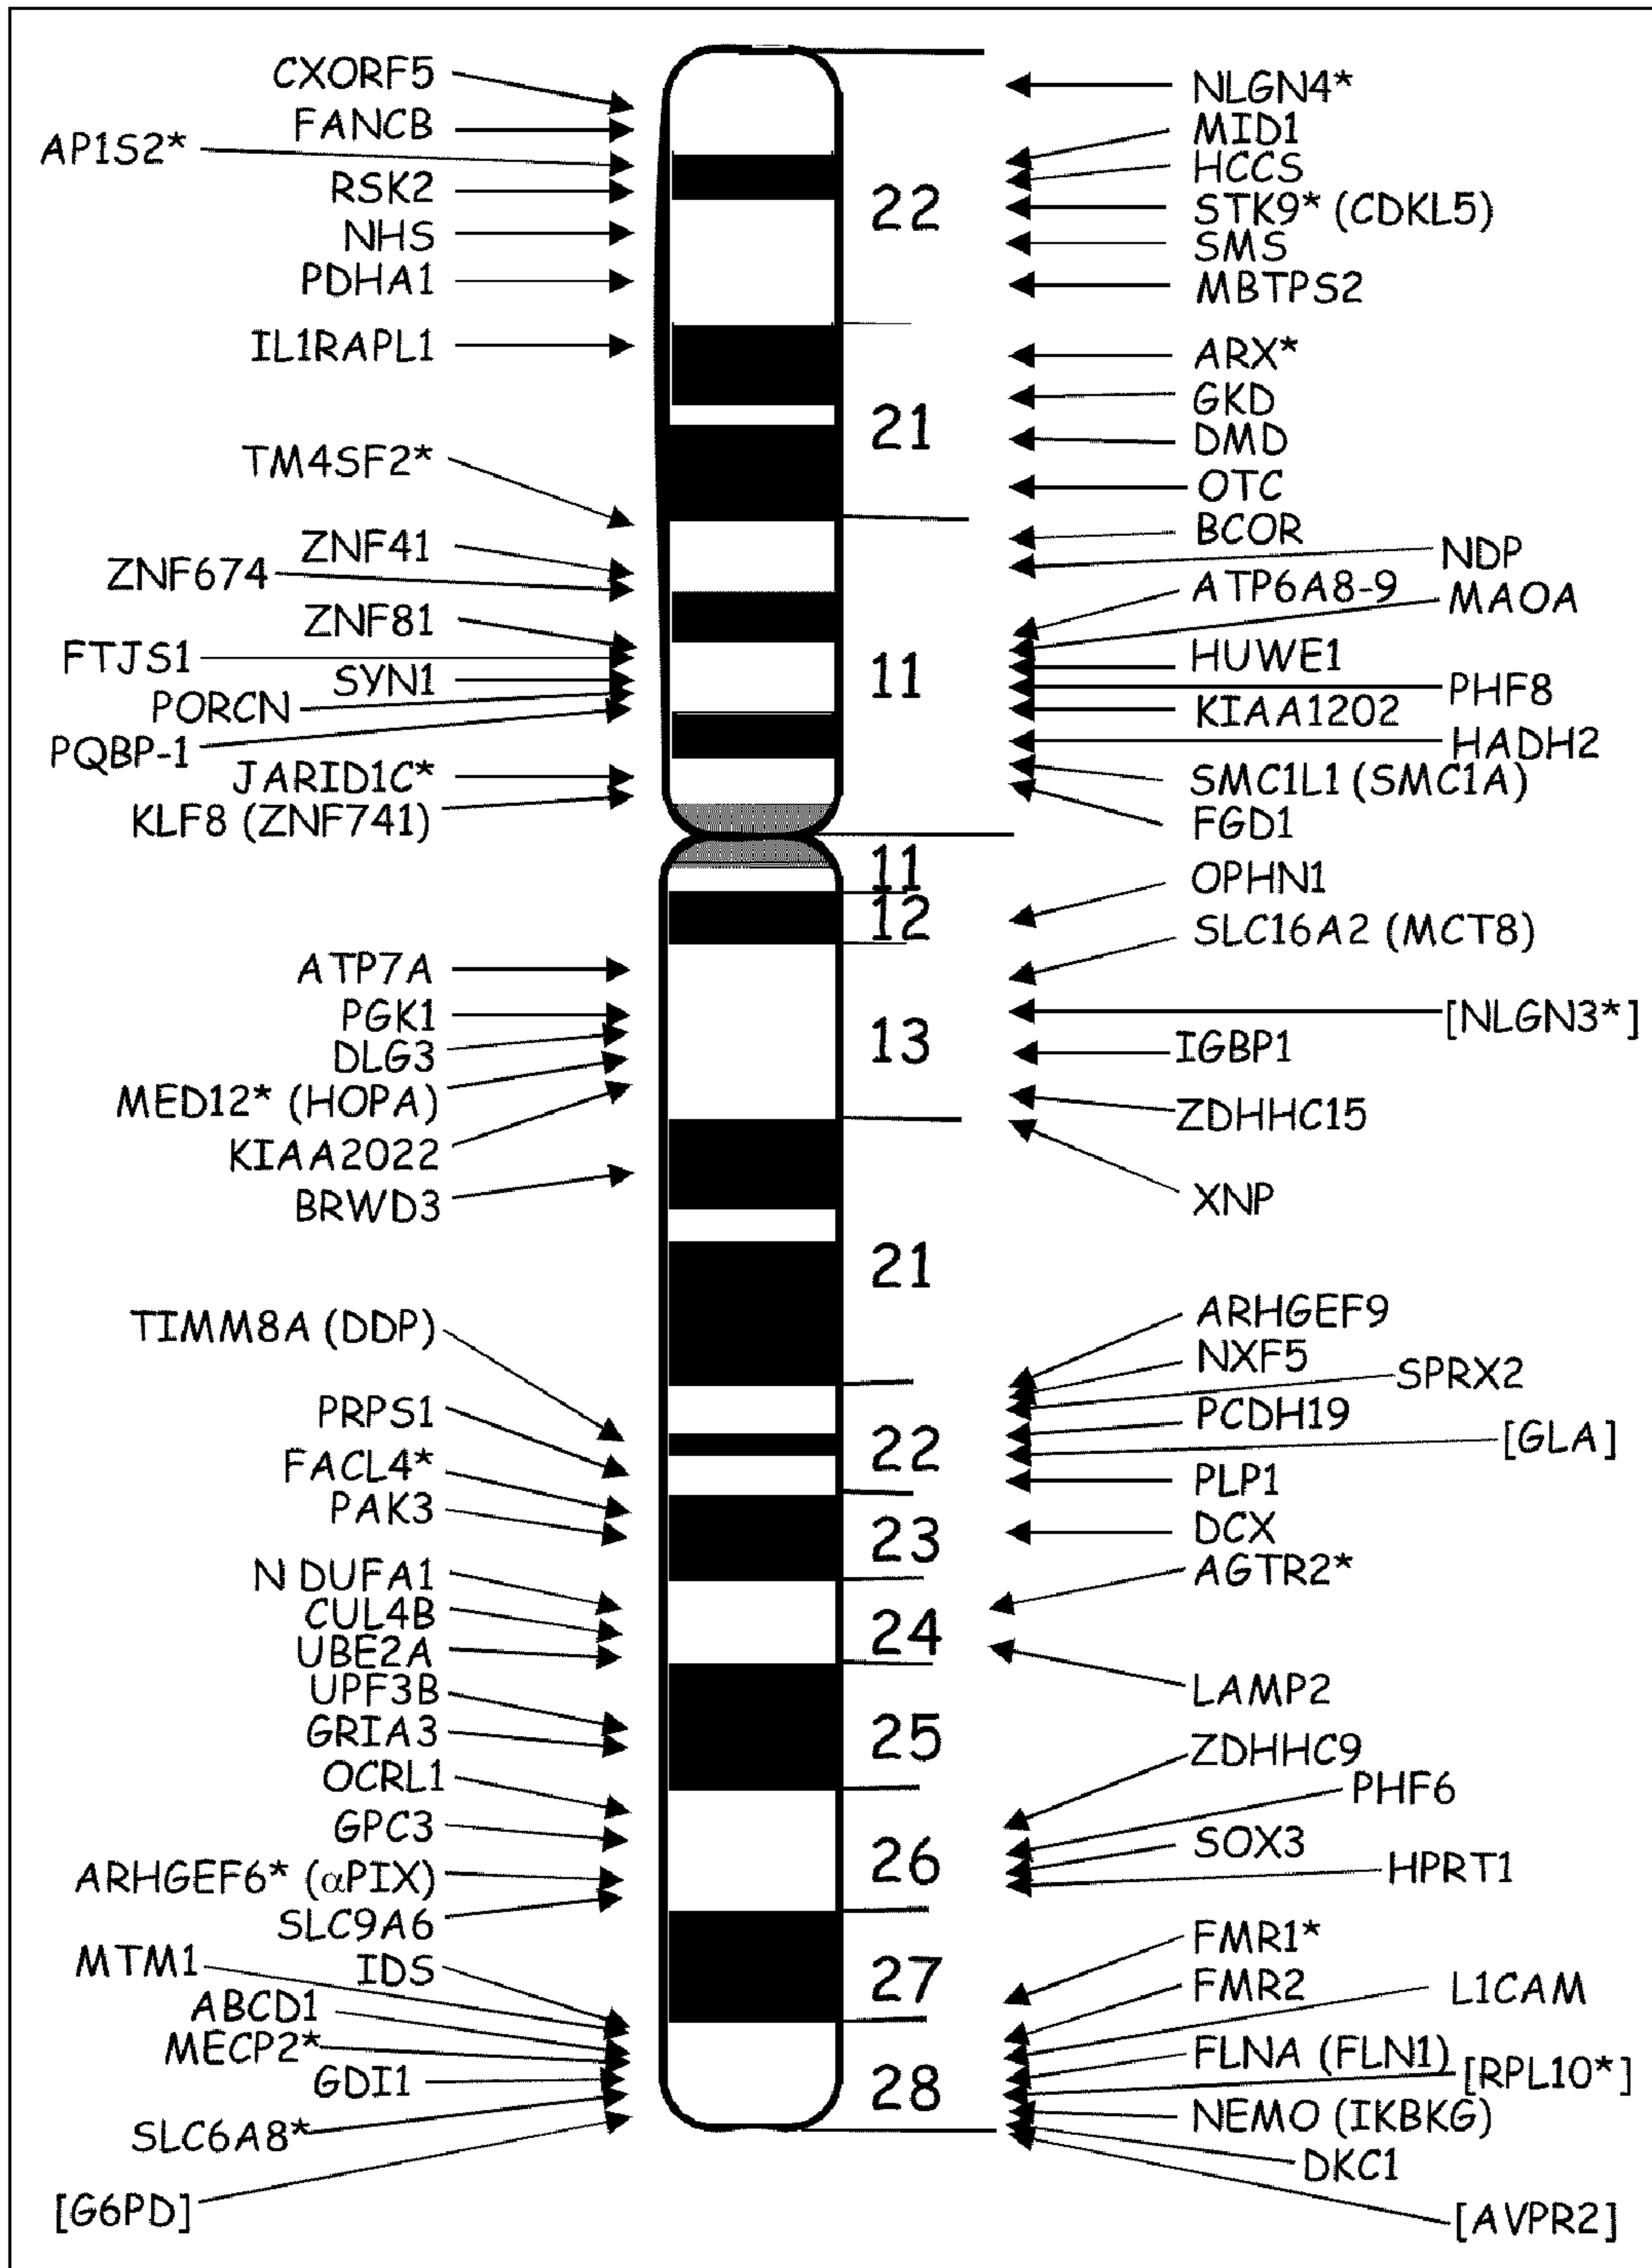 CXORF5
FANCB
AP1S2*
RSK2
NHS
PDHA1
IL1RAPL1
TM4SF2*
ZNF41
ZNF674
ZNF81
FTJS1
SYN1
PORCN
PQBP-1
JARID1C*
KLF8 (ZNF741)
ATP7A
PGK1
DLG3
MED12* (HOPA)
KIAA2022
BRWD3
TIMM8A (DDP)
PRPS1
FACL4*
PAK3
N DUFA1
CUL4B
UBE2A
UPF3B
GRIA3
OCRL1
GPC3
ARHGEF6* (αPIX)
SLC9A6
MTM1
IDS
ABCD1
MECP2*
GDI1
SLC6A8*
[G6PD]
22
21
11
11
12
13
21
22
23
24
25
26
27
28
NLGN4*
MID1
HCCS
STK9* (CDKL5)
SMS
MBTPS2
ARX*
GKD
DMD
OTC
BCOR
NDP
ATP6A8-9
MAOA
HUWE1
PHF8
KIAA1202
HADH2
SMC1L1 (SMC1A)
FGD1
OPHN1
SLC16A2 (MCT8)
[NLGN3*]
IGBP1
ZDHHC15
XNP
ARHGEF9
NXF5
SPRX2
PCDH19
[GLA]
PLP1
DCX
AGTR2*
LAMP2
ZDHHC9
PHF6
SOX3
HPRT1
FMR1*
FMR2
L1CAM
FLNA (FLN1)
[RPL10*]
NEMO (IKBKG)
DKC1
[AVPR2]